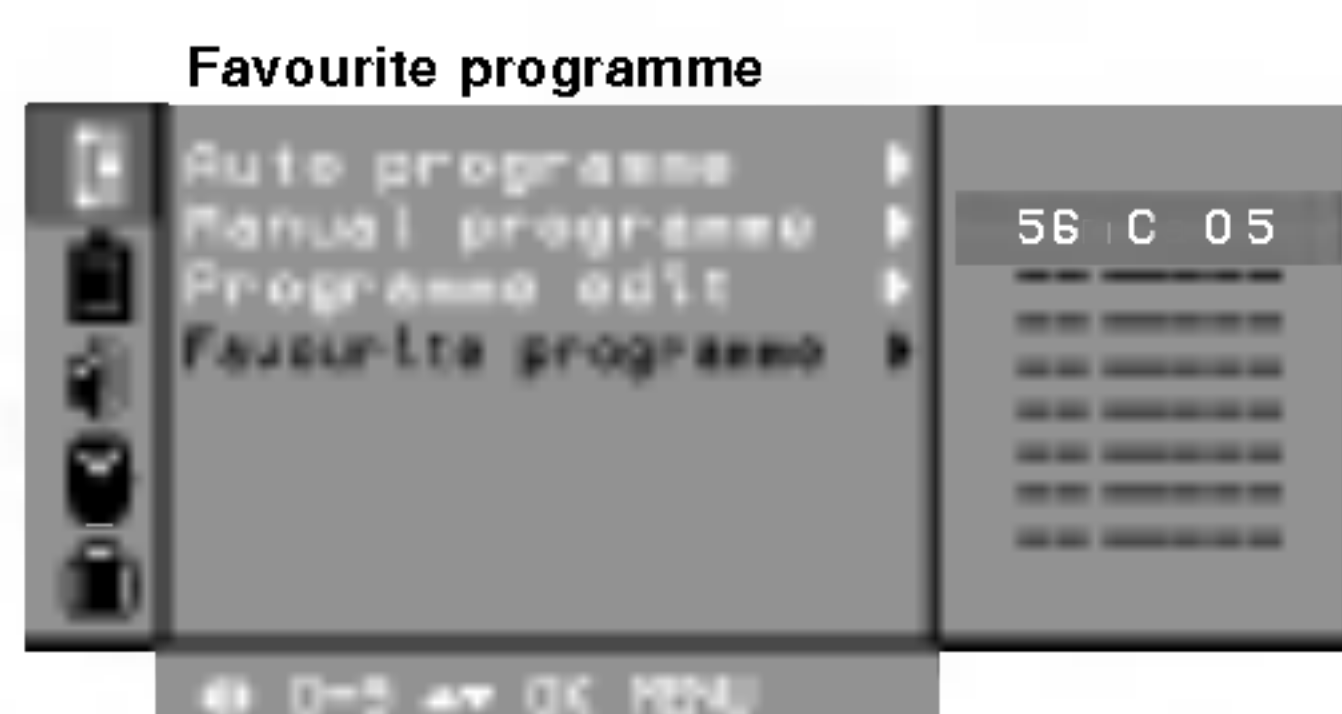 Favourite programme
Auto programme
Manual programme
Programme edit
Favourite programme
56 C 05
-- -------
-- -------
-- -------
-- -------
-- -------
-- -------
-- -------
OK MENU